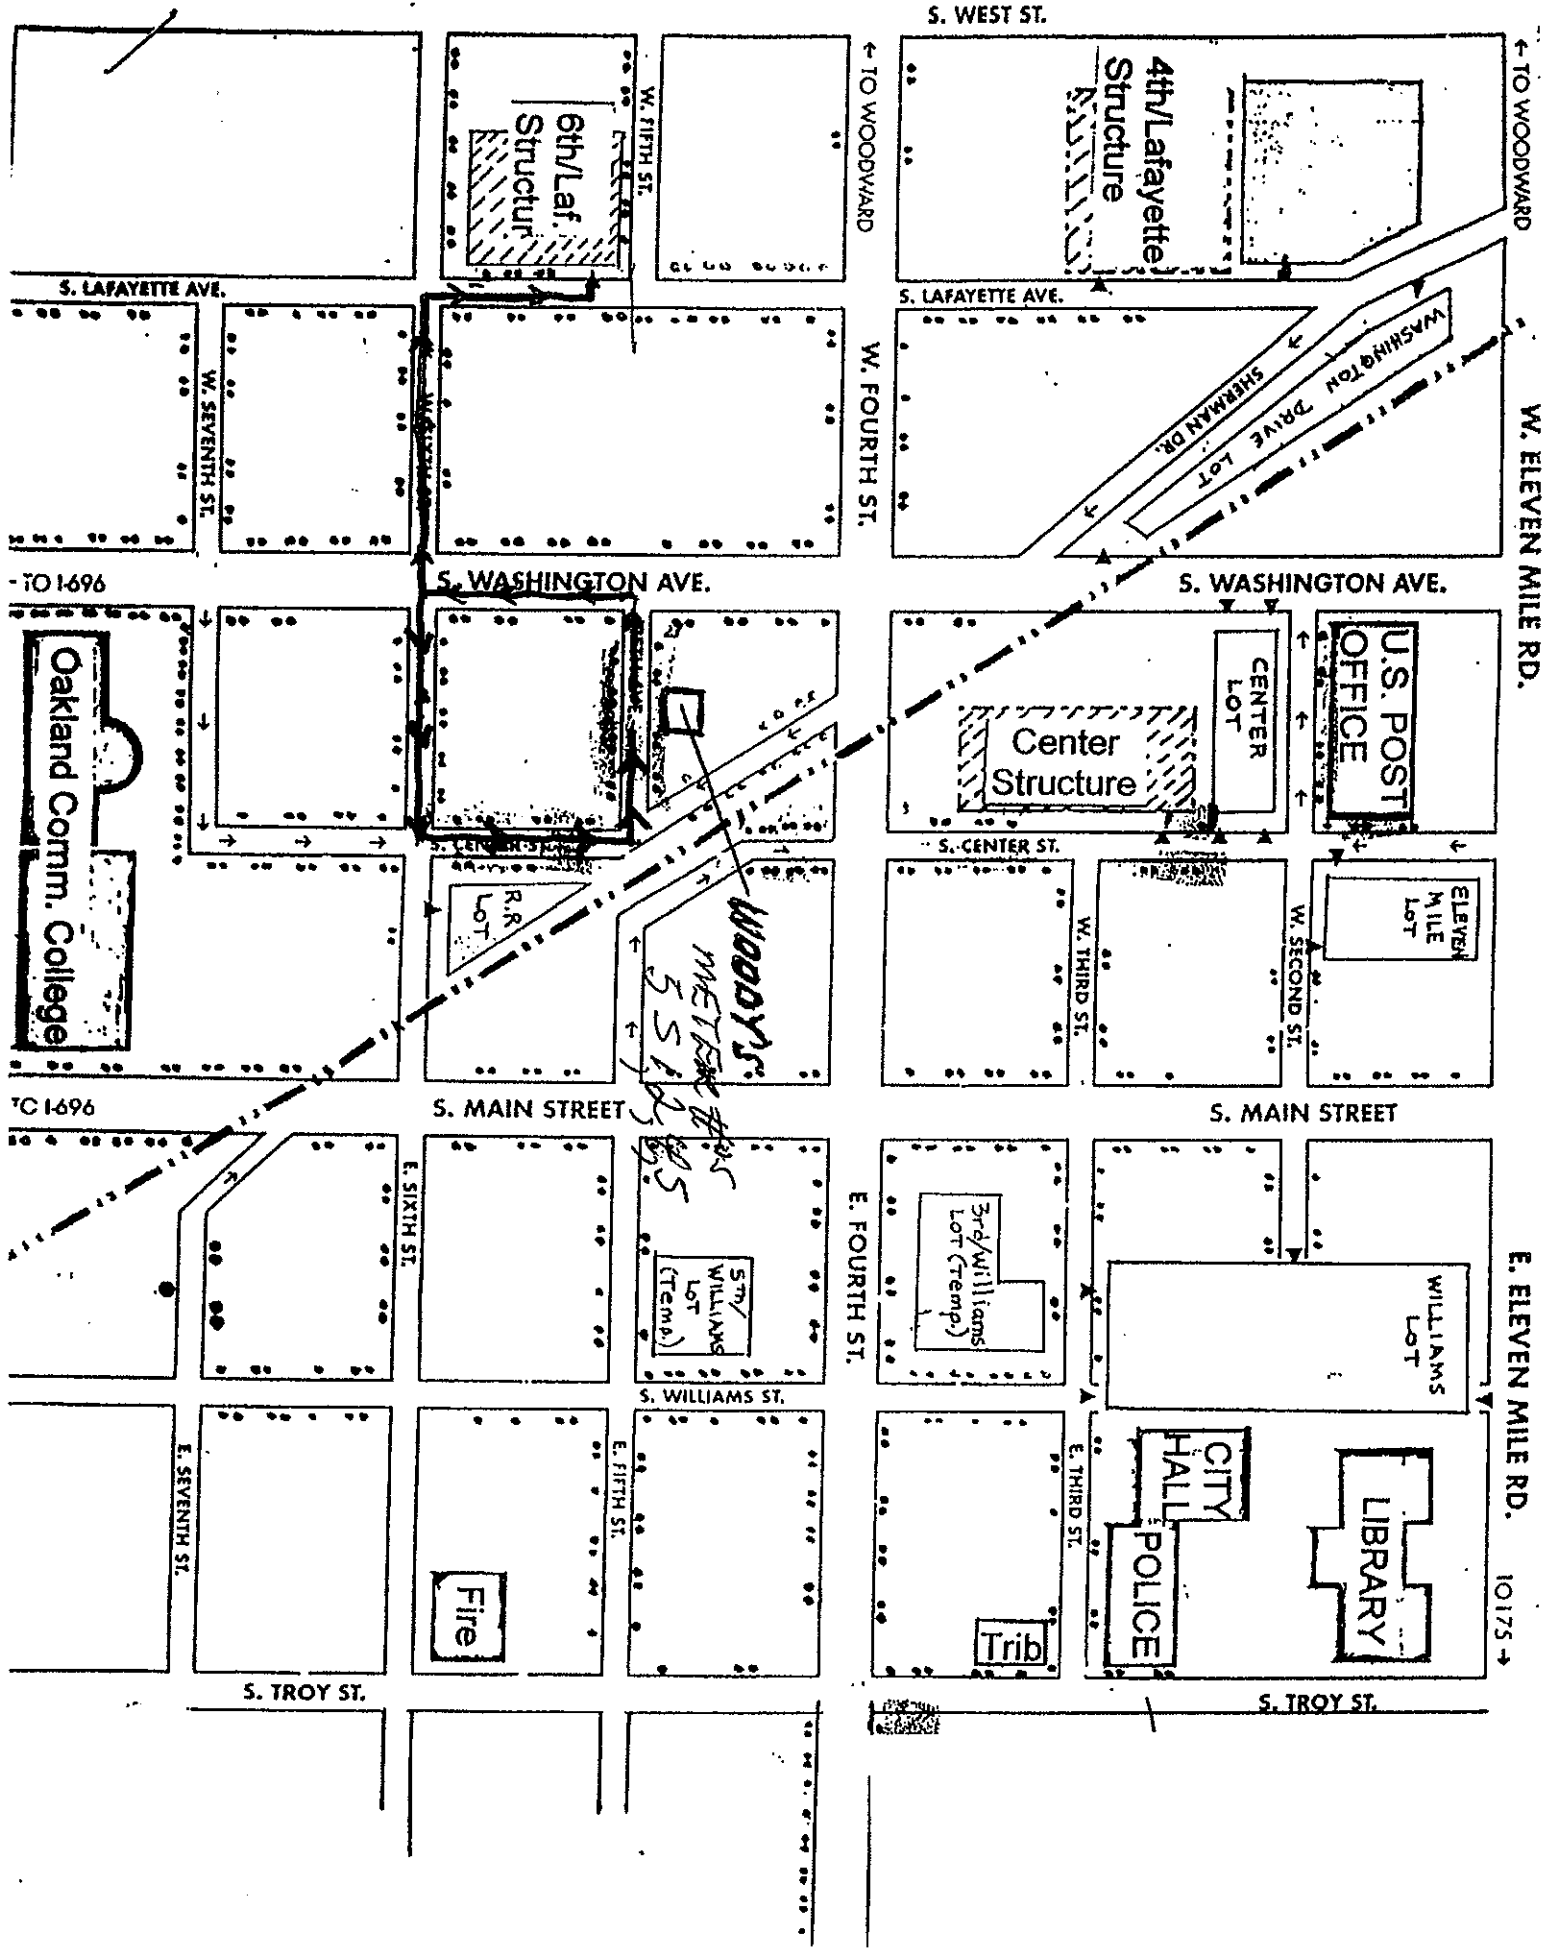 S. WEST ST.
← TO WOODWARD
← TO WOODWARD
W. FIFTH ST.
6th/Laf.
Structur
4th/Lafayette
Structure
S. LAFAYETTE AVE.
S. LAFAYETTE AVE.
WASHINGTON DRIVE LOT
SHERMAN DR.
W. SEVENTH ST.
W. FOURTH ST.
W. ELEVEN MILE RD.
- TO I-696
S. WASHINGTON AVE.
S. WASHINGTON AVE.
U.S. POST
OFFICE
CENTER
LOT
Center
Structure
Oakland Comm. College
S. CENTER ST.
S. CENTER ST.
R.R
LOT
WOODY'S
METER #'S
W. THIRD ST.
W. SECOND ST.
ELEVEN
MILE
LOT
TO I-696
S. MAIN STREET
S. MAIN STREET
E. SIXTH ST.
E. FOURTH ST.
5TH/
WILLIAMS
LOT
(Temp.)
3rd/Williams
LOT (Temp.)
WILLIAMS
LOT
E. ELEVEN MILE RD.
S. WILLIAMS ST.
E. SEVENTH ST.
E. FIFTH ST.
E. THIRD ST.
CITY
HALL
POLICE
LIBRARY
Fire
Trib
10175 →
S. TROY ST.
S. TROY ST.